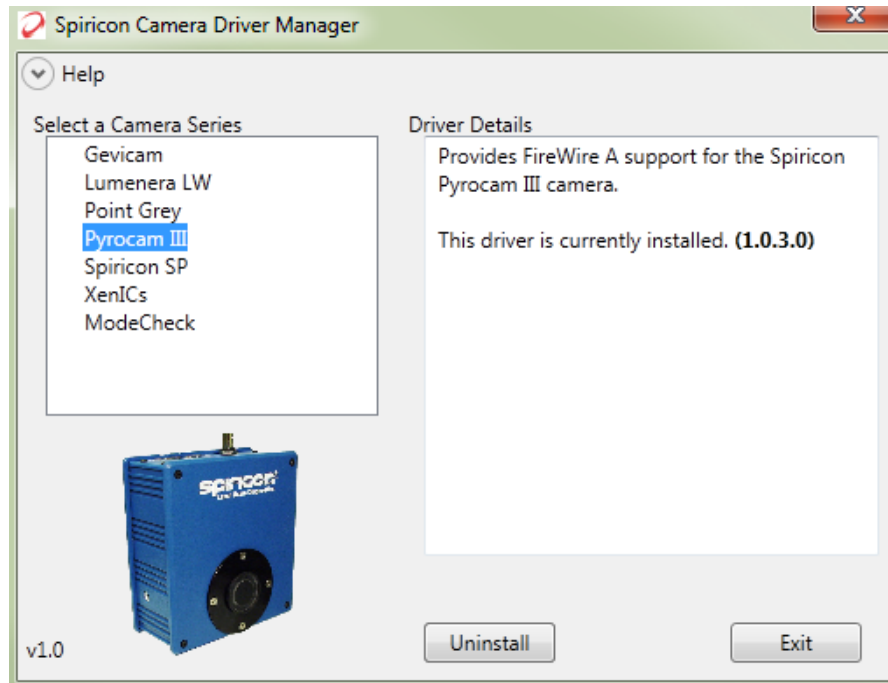 Spiricon Camera Driver Manager
Help
Select a Camera Series
Gevicam
Lumenera LW
Point Grey
Pyrocam III
Spiricon SP
XenICs
ModeCheck
Driver Details
Provides FireWire A support for the Spiricon
Pyrocam III camera.
This driver is currently installed. (1.0.3.0)
spiricon
v1.0
Uninstall
Exit